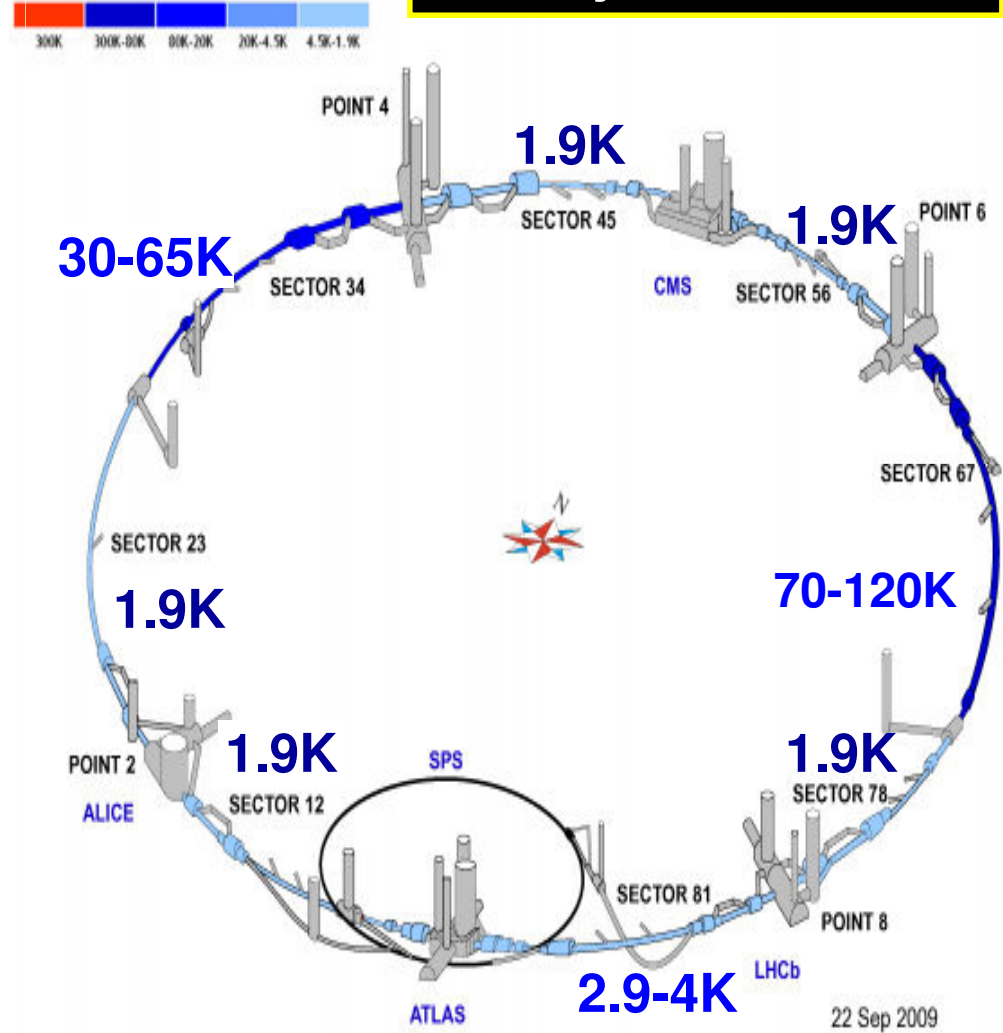 300K 300K-80K 80K-20K 20K-4.5K 4.5K-1.9K
POINT 4
1.9K
SECTOR 45
1.9K
POINT 6
30-65K
SECTOR 34
CMS
SECTOR 56
SECTOR 67
N
SECTOR 23
70-120K
1.9K
1.9K
SPS
1.9K
POINT 2
SECTOR 78
ALICE
SECTOR 12
SECTOR 81
POINT 8
LHCb
2.9-4K
ATLAS
22 Sep 2009